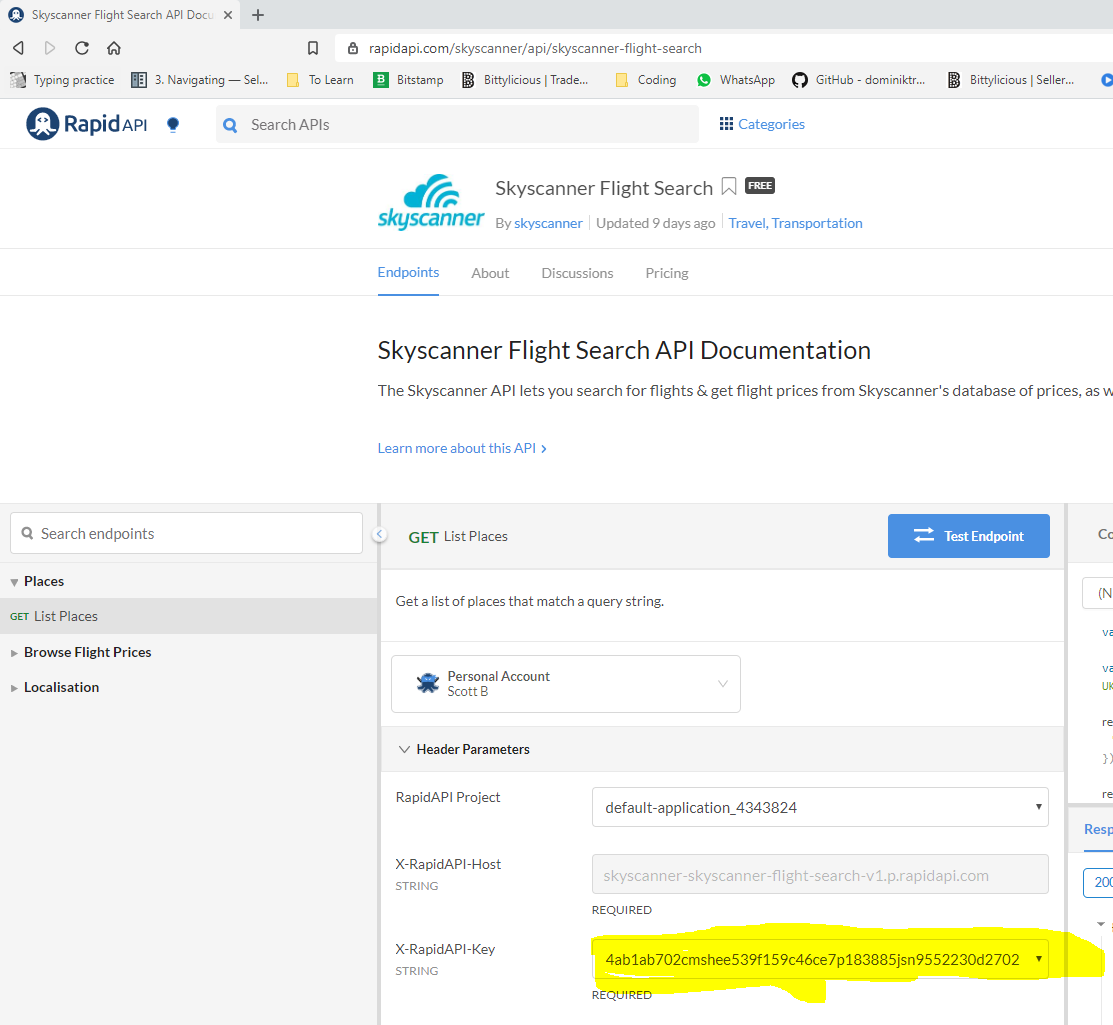 Skyscanner Flight Search API Docu
rapidapi.com/skyscanner/api/skyscanner-flight-search
Typing practice 3. Navigating — Sel... To Learn Bitstamp Bittylicious | Trade... Coding WhatsApp GitHub - dominiktr... Bittylicious | Seller...
RapidAPI Search APIs Categories
Skyscanner Flight Search FREE
skyscanner
By skyscanner Updated 9 days ago Travel, Transportation
Endpoints About Discussions Pricing
Skyscanner Flight Search API Documentation
The Skyscanner API lets you search for flights & get flight prices from Skyscanner's database of prices, as w
Learn more about this API >
Search endpoints
GET List Places Test Endpoint Co
Places
Get a list of places that match a query string. (N
GET List Places
va
Browse Flight Prices
va
Personal Account
Scott B
UK
Localisation
re
Header Parameters
})
RapidAPI Project default-application_4343824
re
Resp
X-RapidAPI-Host
STRING
skyscanner-skyscanner-flight-search-v1.p.rapidapi.com
200
REQUIRED
X-RapidAPI-Key
STRING
4ab1ab702cmshee539f159c46ce7p183885jsn9552230d2702
REQUIRED